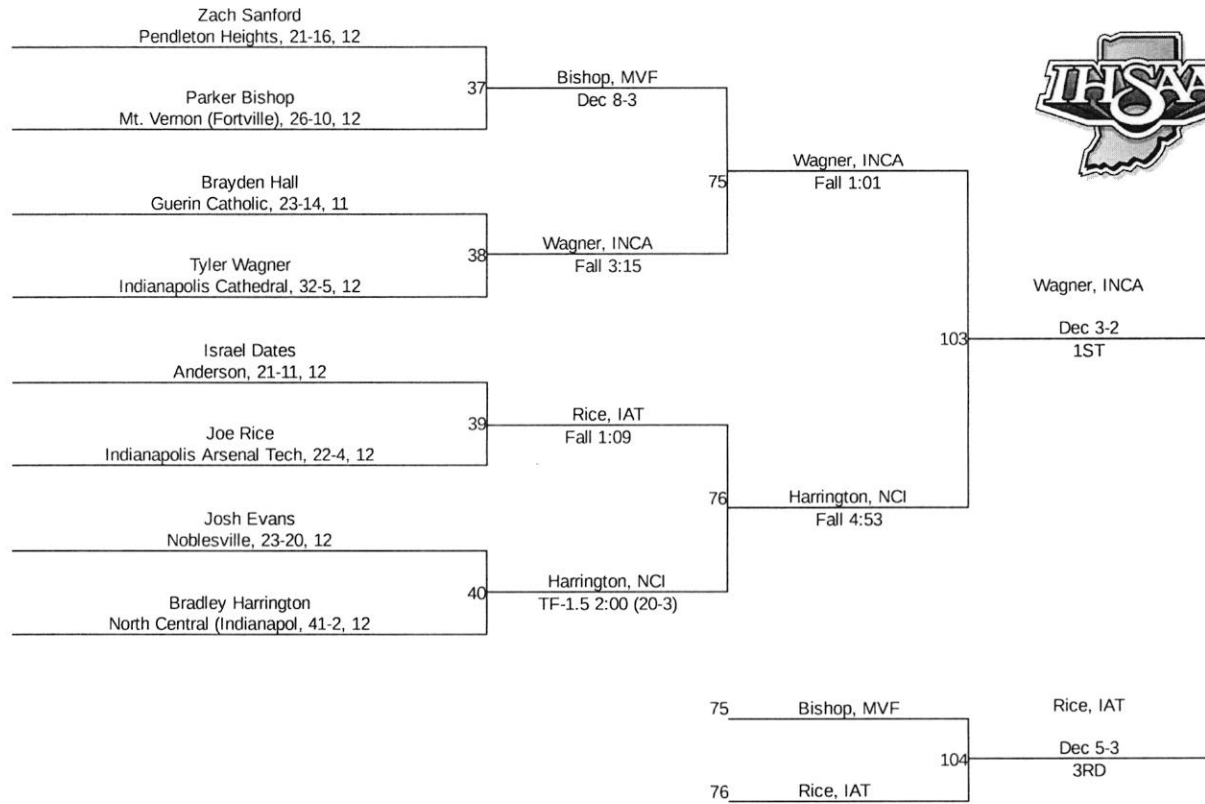 Zach Sanford
Pendleton Heights, 21-16, 12
37
Bishop, MVF
Dec 8-3
Parker Bishop
Mt. Vernon (Fortville), 26-10, 12
IHSAA
75
Wagner, INCA
Fall 1:01
Brayden Hall
Guerin Catholic, 23-14, 11
38
Wagner, INCA
Fall 3:15
Tyler Wagner
Indianapolis Cathedral, 32-5, 12
Wagner, INCA
103
Dec 3-2
1ST
Israel Dates
Anderson, 21-11, 12
39
Rice, IAT
Fall 1:09
Joe Rice
Indianapolis Arsenal Tech, 22-4, 12
76
Harrington, NCI
Fall 4:53
Josh Evans
Noblesville, 23-20, 12
40
Harrington, NCI
TF-1.5 2:00 (20-3)
Bradley Harrington
North Central (Indianapol, 41-2, 12
75
Bishop, MVF
Rice, IAT
104
Dec 5-3
3RD
76
Rice, IAT